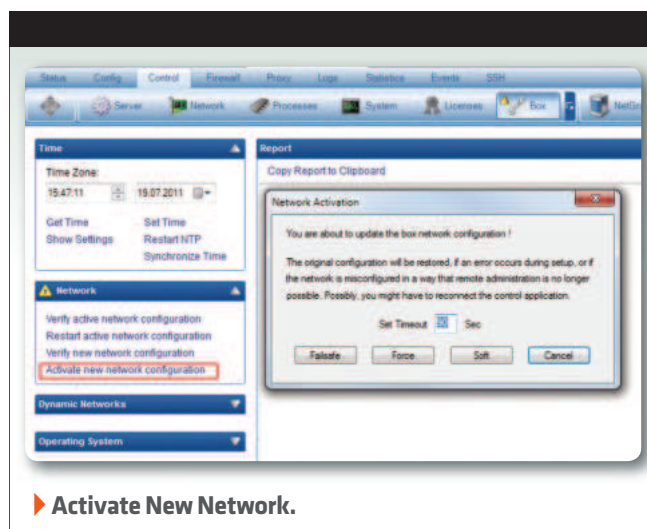 Status Config Control Firewall Proxy Logs Statistics Events SSH
Server Network Processes System Licenses Box
Time
Time Zone:
15:47:11 19.07.2011
Get Time Set Time
Show Settings Restart NTP
Synchronize Time
Network
Verify active network configuration
Restart active network configuration
Verify new network configuration
Activate new network configuration
Dynamic Networks
Operating System
Report
Copy Report to Clipboard
Network Activation
You are about to update the box network configuration !
The original configuration will be restored, if an error occurs during setup, or if
the network is misconfigured in a way that remote administration is no longer
possible. Possibly, you might have to reconnect the control application.
Set Timeout Sec
Failsafe Force Soft Cancel
Activate New Network.